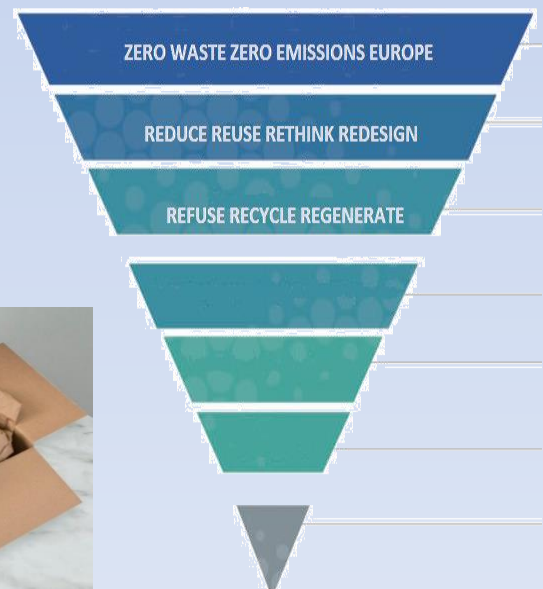 ZERO WASTE ZERO EMISSIONS EUROPE
REDUCE REUSE RETHINK REDESIGN
REFUSE RECYCLE REGENERATE